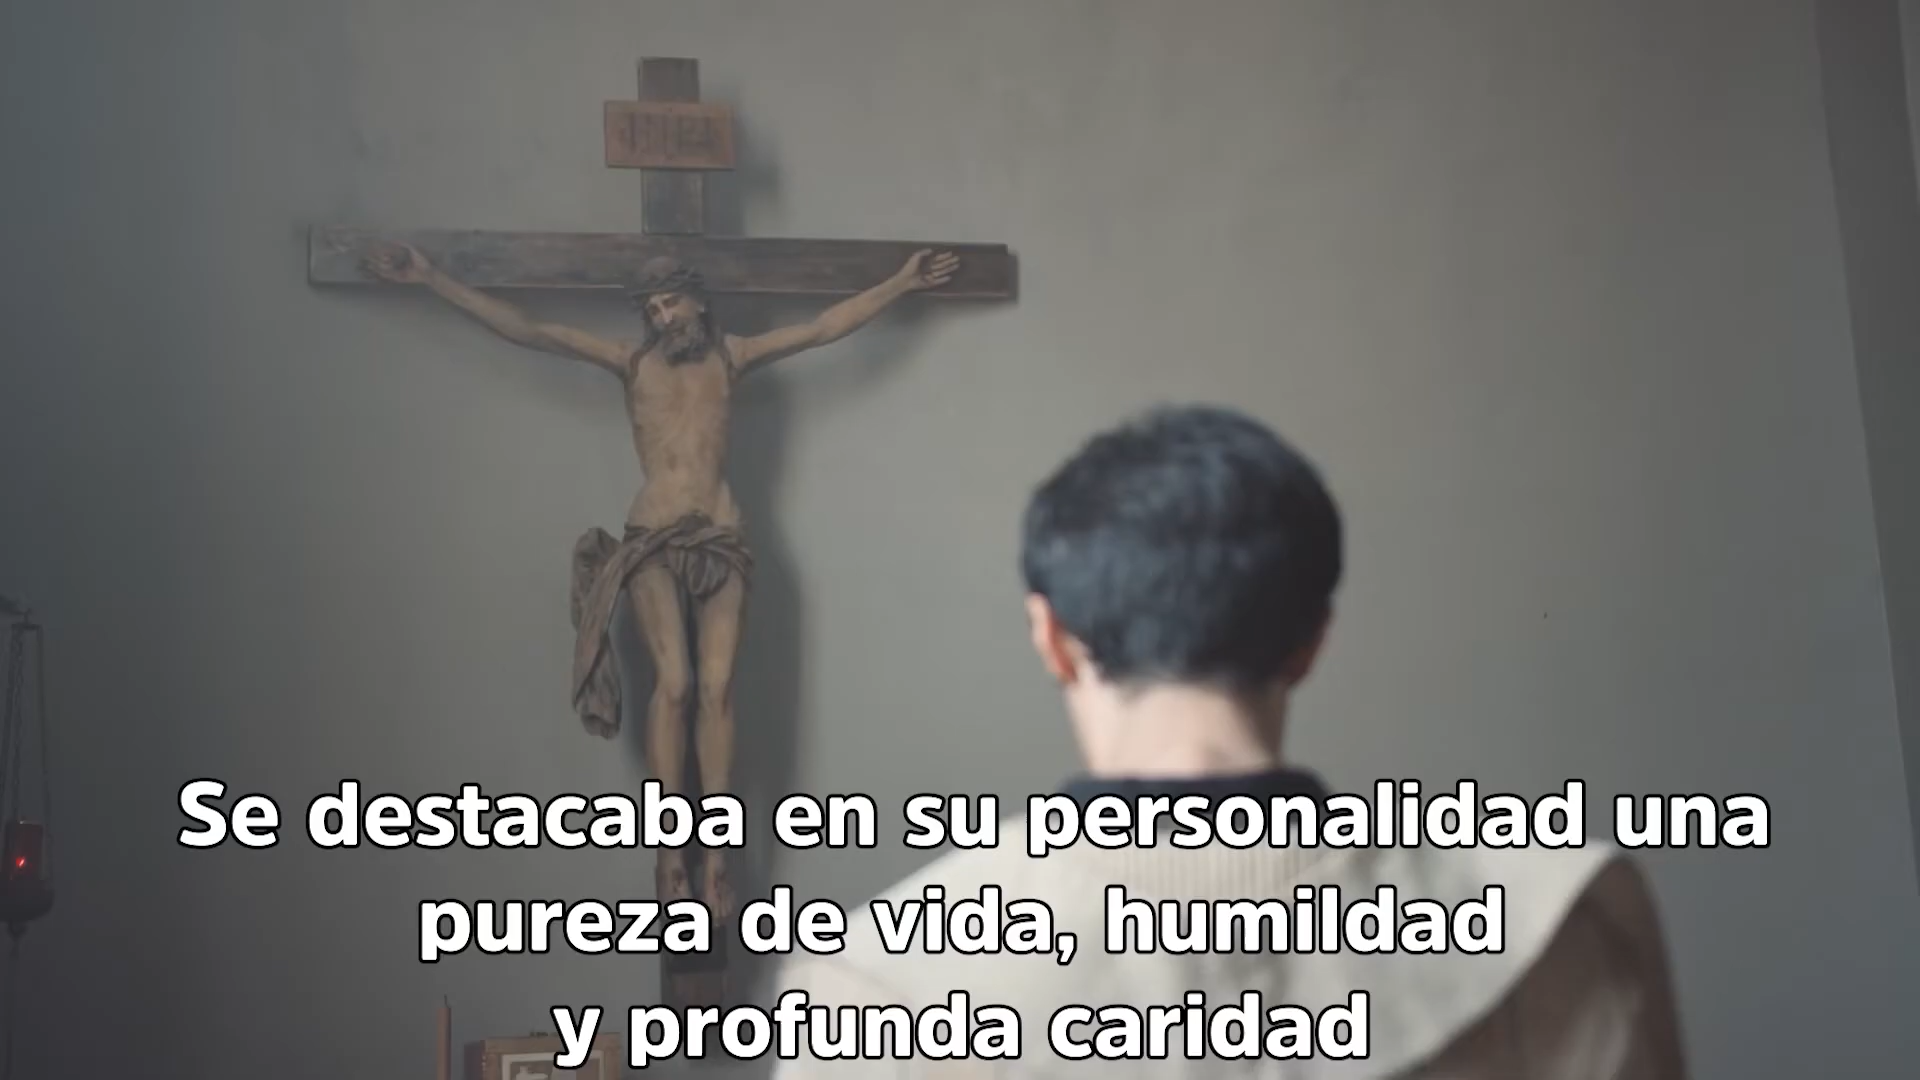 Se destacaba en su personalidad una
pureza de vida, humildad
y profunda caridad